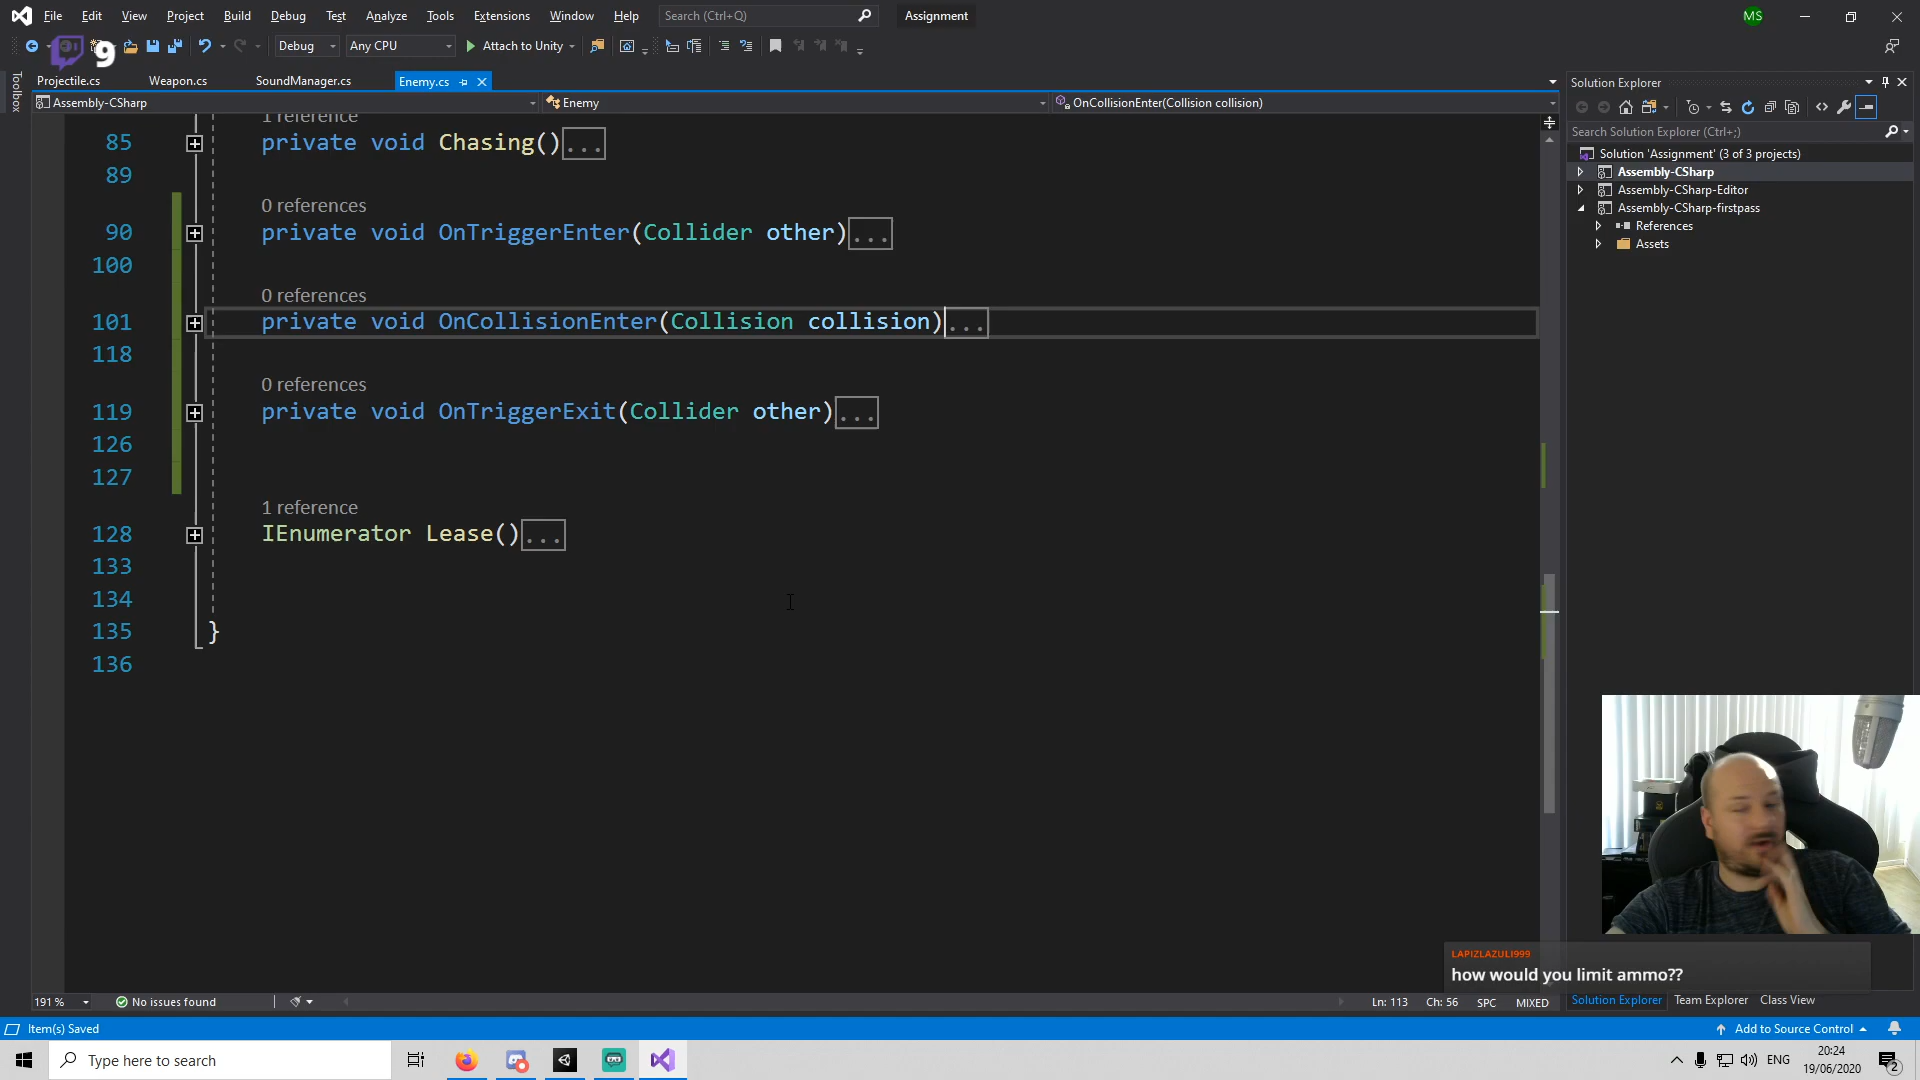 File Edit View Project Build Debug Test Analyze Tools Extensions Window Help Search (Ctrl+Q) Assignment MS
9 Debug Any CPU Attach to Unity
Projectile.cs Weapon.cs SoundManager.cs Enemy.cs
Assembly-CSharp Enemy OnCollisionEnter(Collision collision)
1 reference
85 private void Chasing()...
89
0 references
90 private void OnTriggerEnter(Collider other)...
100
0 references
101 private void OnCollisionEnter(Collision collision)...
118
0 references
119 private void OnTriggerExit(Collider other)...
126
127
1 reference
128 IEnumerator Lease()...
133
134
135 }
136
Toolbox
Solution Explorer
Search Solution Explorer (Ctrl+;)
Solution 'Assignment' (3 of 3 projects)
Assembly-CSharp
Assembly-CSharp-Editor
Assembly-CSharp-firstpass
References
Assets
LAPIZLAZULI999
how would you limit ammo??
191 % No issues found Ln: 113 Ch: 56 SPC MIXED
Solution Explorer Team Explorer Class View
Item(s) Saved Add to Source Control
Type here to search
ENG 20:24
19/06/2020 2